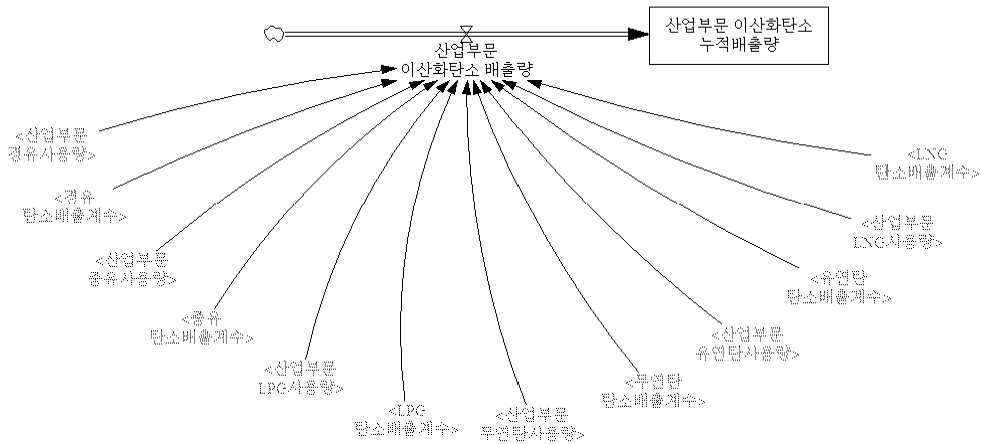 산업부문 이산화탄소
누적배출량
산업부문
이산화탄소 배출량
<산업부문
경유사용량>
<경유
탄소배출계수>
<산업부문
중유사용량>
<중유
탄소배출계수>
<산업부문
LPG사용량>
<LPG
탄소배출계수>
<산업부문
무연탄사용량>
<무연탄
탄소배출계수>
<산업부문
유연탄사용량>
<유연탄
탄소배출계수>
<산업부문
LNG사용량>
<LNG
탄소배출계수>